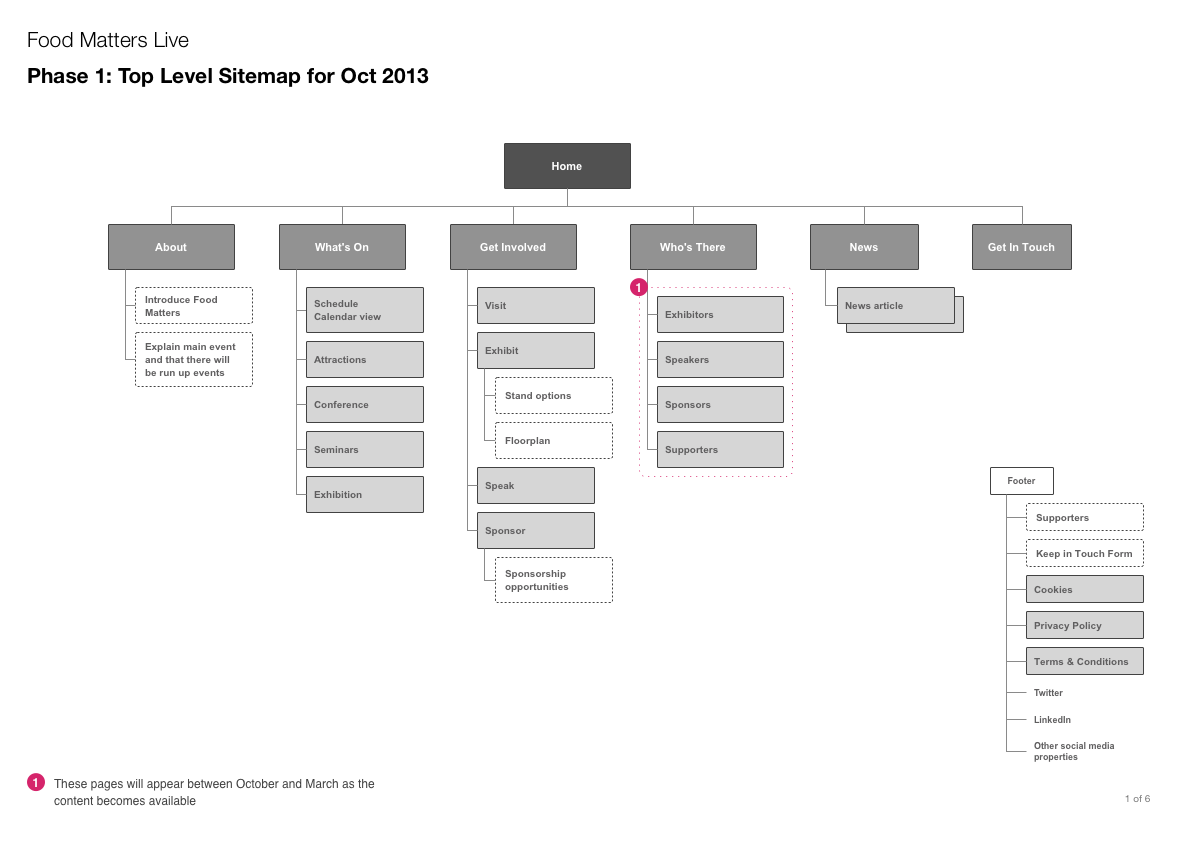 Food Matters Live
Phase 1: Top Level Sitemap for Oct 2013
Home
About
What's On
Get Involved
Who's There
News
Get In Touch
Introduce Food
Matters
Explain main event
and that there will
be run up events
Schedule
Calendar view
Attractions
Conference
Seminars
Exhibition
Visit
Exhibit
Stand options
Floorplan
Speak
Sponsor
Sponsorship
opportunities
1
Exhibitors
Speakers
Sponsors
Supporters
News article
Footer
Supporters
Keep in Touch Form
Cookies
Privacy Policy
Terms & Conditions
Twitter
LinkedIn
Other social media
properties
1 These pages will appear between October and March as the
content becomes available
1 of 6